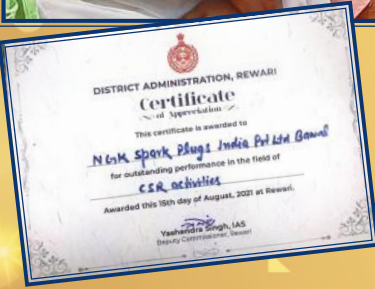 DISTRICT ADMINISTRATION, REWARI
Certificate
of Appreciation
This certificate is awarded to
NGK Spark Plugs India Pvt Ltd Bawal
for outstanding performance in the field of
CSR activities
Awarded this 15th day of August, 2021 at Rewari.
Yashendra Singh, IAS
Deputy Commissioner, Rewari